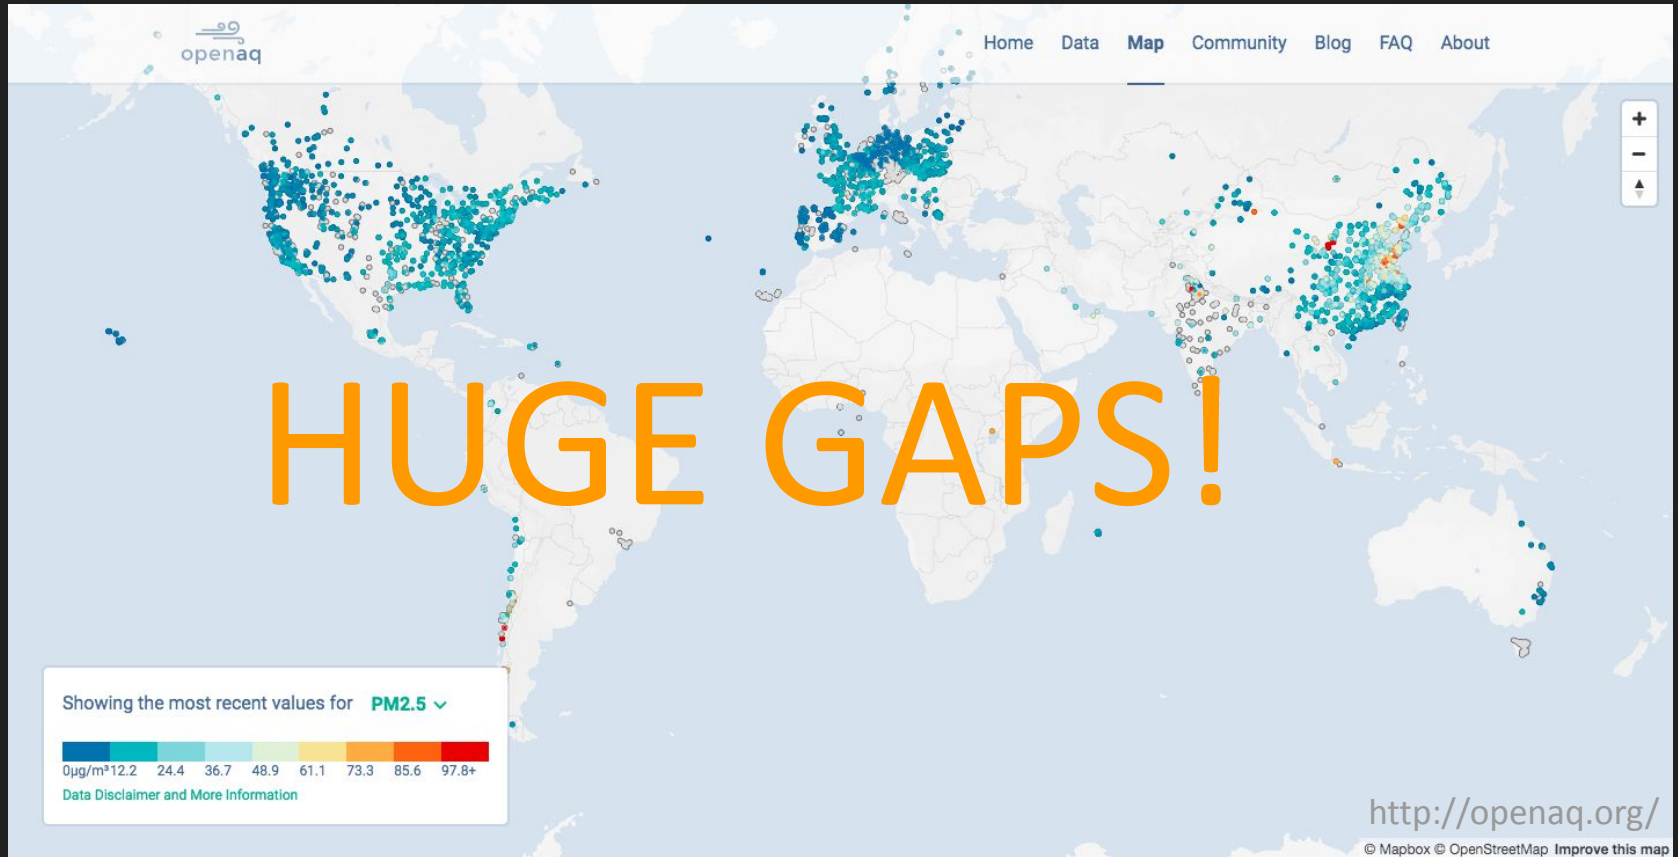 openaq
Home Data Map Community Blog FAQ About
+
−
HUGE GAPS!
Showing the most recent values for PM2.5
0µg/m³ 12.2 24.4 36.7 48.9 61.1 73.3 85.6 97.8+
Data Disclaimer and More Information
http://openaq.org/
© Mapbox © OpenStreetMap Improve this map